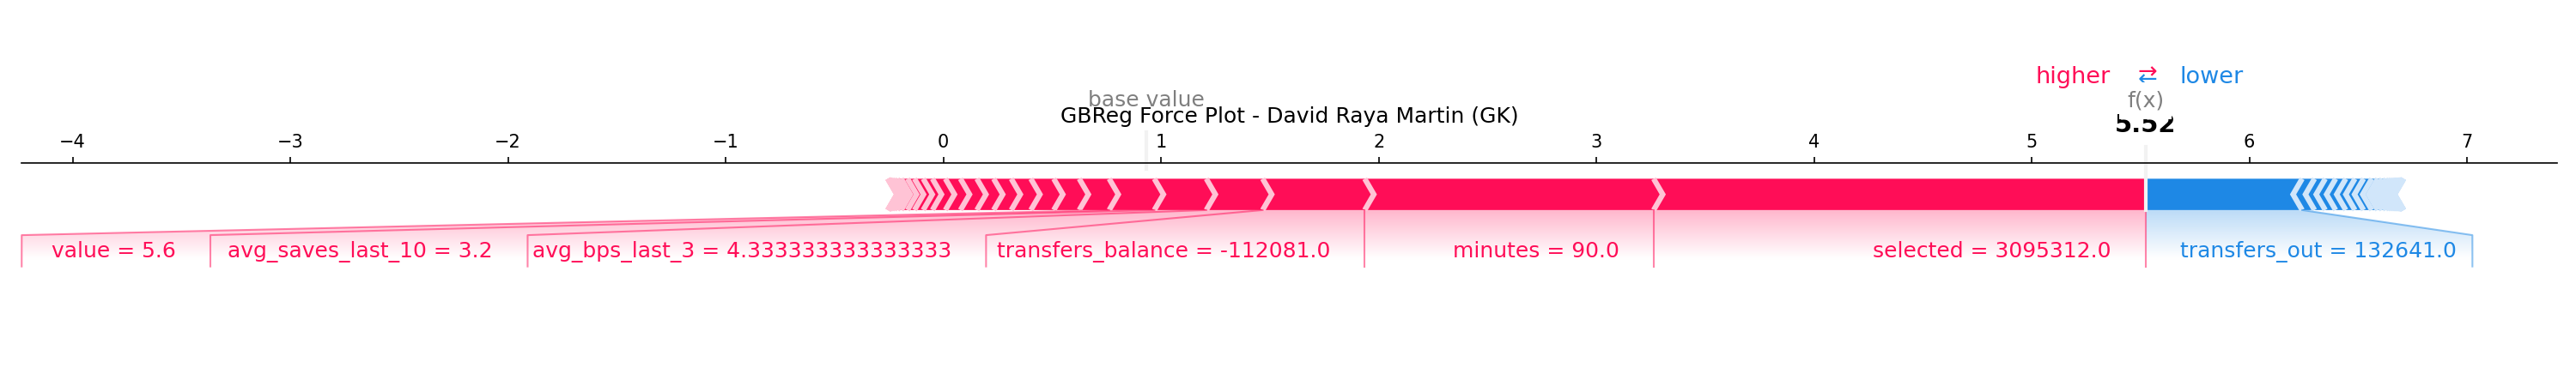 higher ⇄ lower
base value f(x)
GBReg Force Plot - David Raya Martin (GK)
5.52
−4 −3 −2 −1 0 1 2 3 4 5 6 7
value = 5.6 avg_saves_last_10 = 3.2 avg_bps_last_3 = 4.333333333333333 transfers_balance = -112081.0 minutes = 90.0 selected = 3095312.0 transfers_out = 132641.0